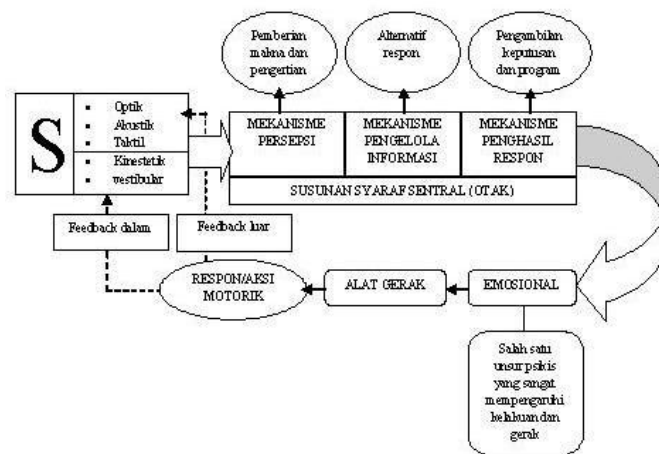 Pemberian
makna dan
pengertian
Alternatif
respon
Pengambilan
keputusan
dan program
S
Optik
Akustik
Taktil
Kinestetik
vestibular
MEKANISME
PERSEPSI
MEKANISME
PENGELOLA
INFORMASI
MEKANISME
PENGHASIL
RESPON
SUSUNAN SYARAF SENTRAL (OTAK)
Feedback dalam
Feedback luar
RESPON/AKSI
MOTORIK
ALAT GERAK
EMOSIONAL
Salah satu
unsur psikis
yang sangat
mempengaruhi
kelakuan dan
gerak